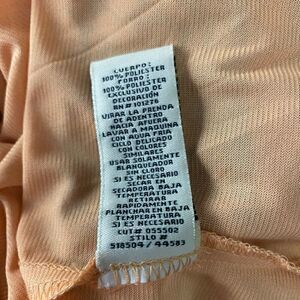 CUERPO:
100% POLIESTER
FORRO:
100% POLIESTER
EXCLUSIVO DE
DECORACIÓN
RN #101276
VIRAR LA PRENDA
DE ADENTRO
HACIA AFUERA
LAVAR A MAQUINA
CON AGUA FRIA
CICLO DELICADO
CON COLORES
SIMILARES
USAR SOLAMENTE
BLANQUEADOR
SIN CLORO
SI ES NECESARIO
SECAR EN
SECADORA BAJA
TEMPERATURA
RETIRAR
RAPIDAMENTE
PLANCHAR EN BAJA
TEMPERATURA
SI ES NECESARIO
CUT# 055502
STILO #
518504/44583